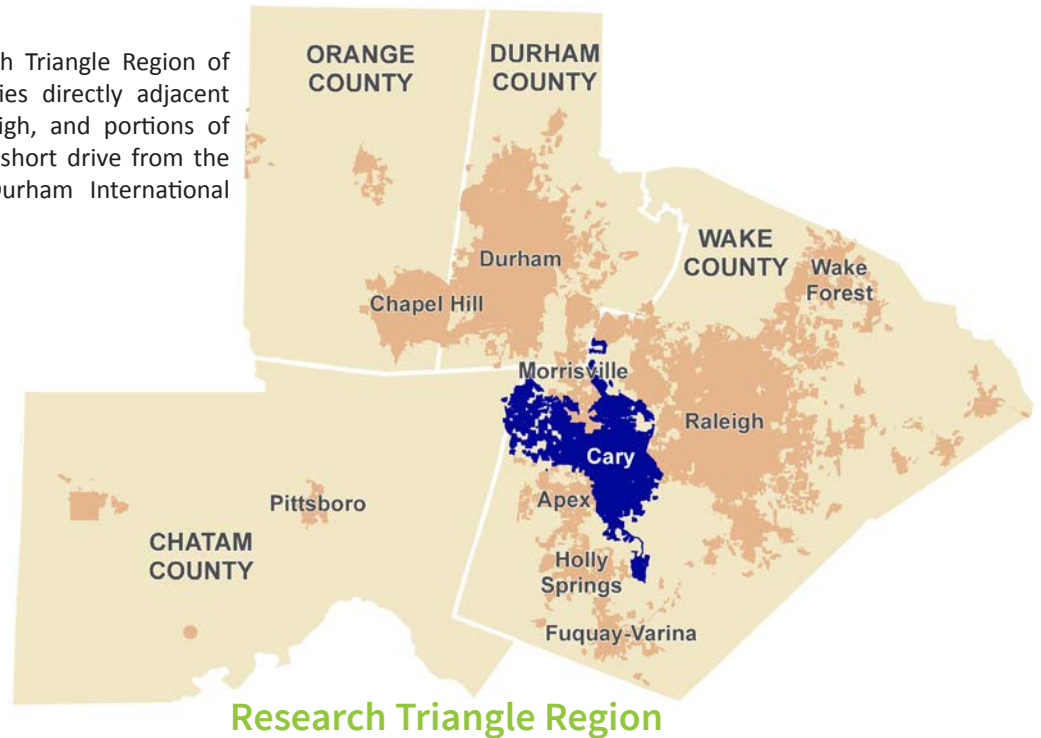 h Triangle Region of
ies directly adjacent
igh, and portions of
short drive from the
Durham International
ORANGE
COUNTY
DURHAM
COUNTY
WAKE
COUNTY
Wake
Forest
Durham
Chapel Hill
Morrisville
Raleigh
Cary
Apex
Pittsboro
CHATAM
COUNTY
Holly
Springs
Fuquay-Varina
Research Triangle Region